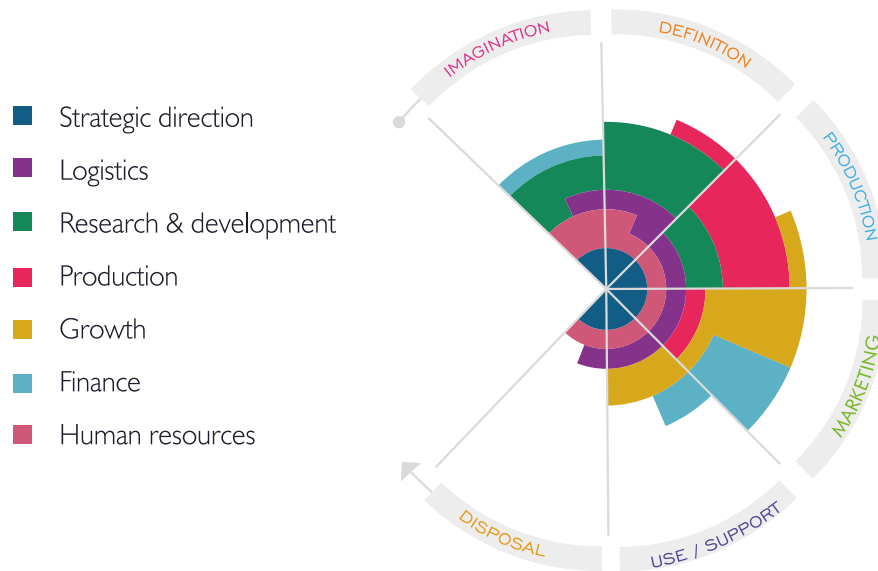 Strategic direction
Logistics
Research & development
Production
Growth
Finance
Human resources
IMAGINATION
DEFINITION
PRODUCTION
MARKETING
USE / SUPPORT
DISPOSAL